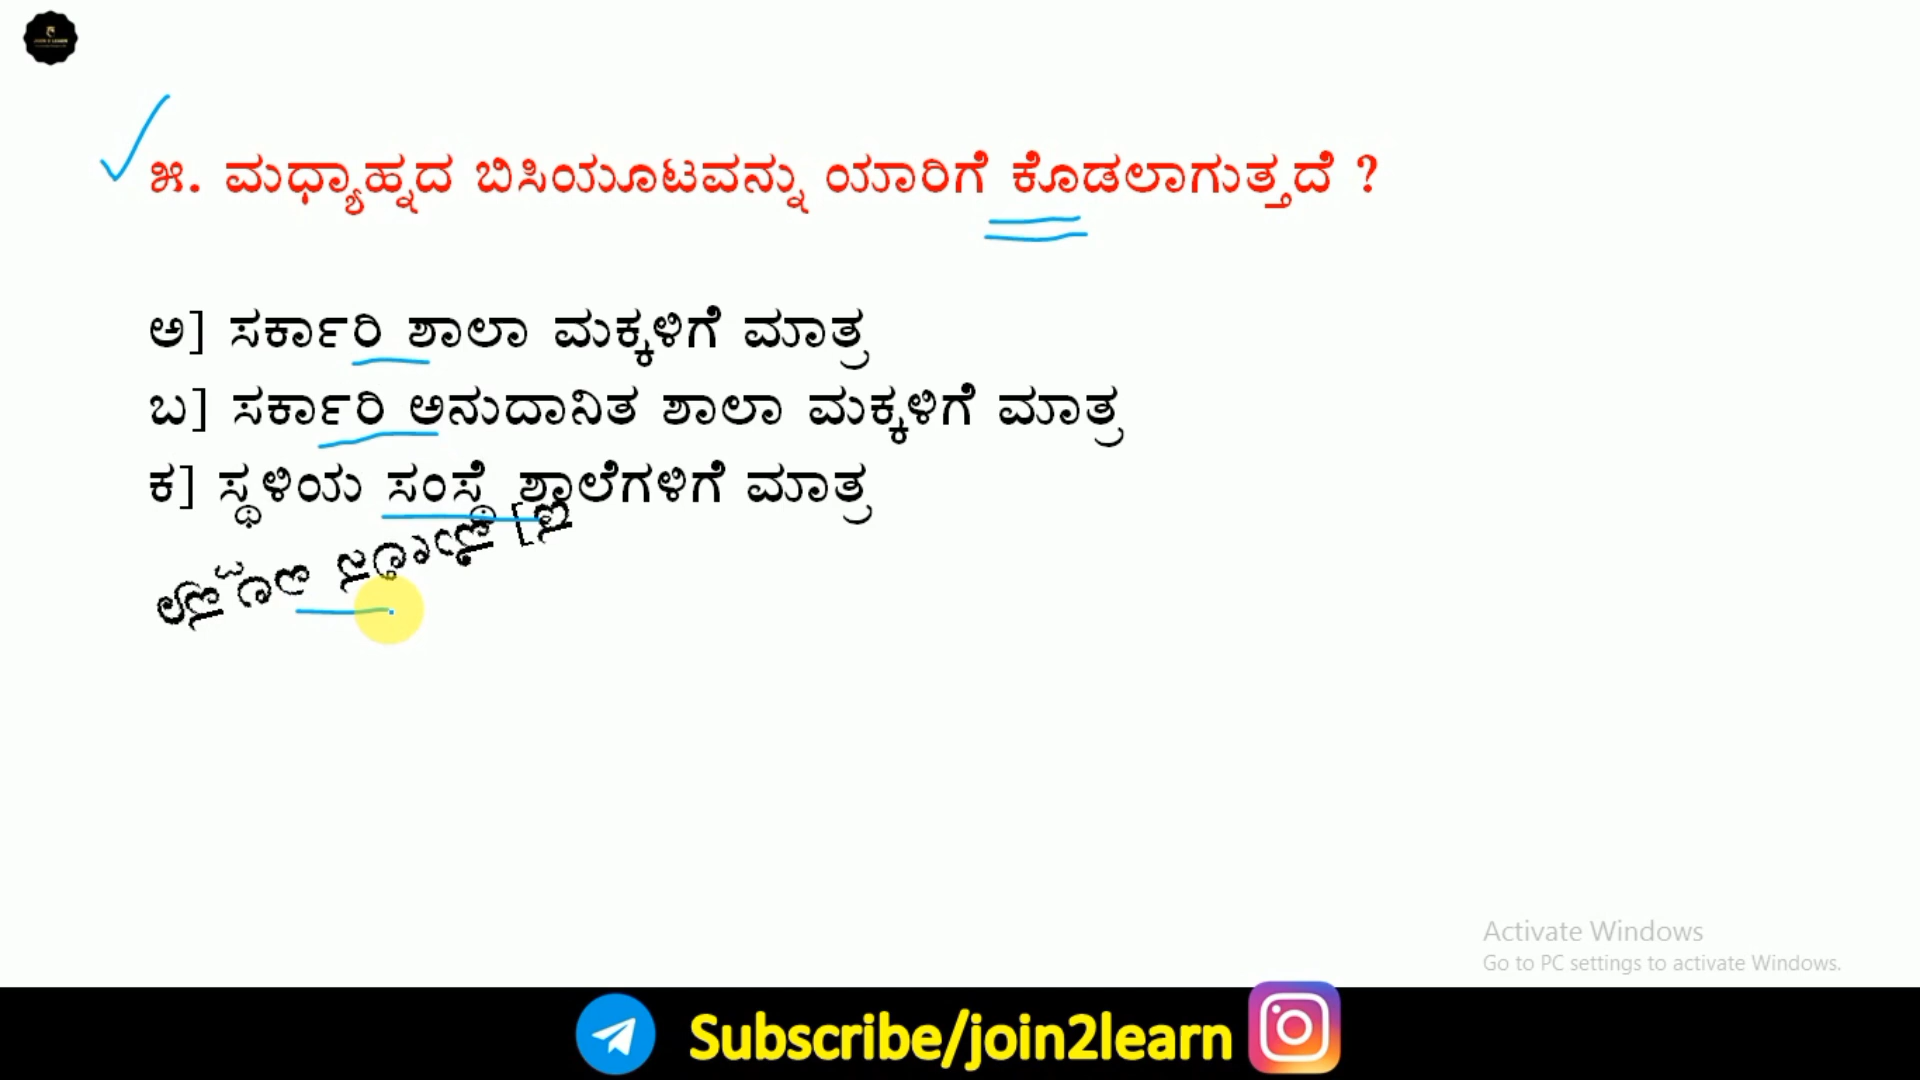 ೫. ಮಧ್ಯಾಹ್ನದ ಬಿಸಿಯೂಟವನ್ನು ಯಾರಿಗೆ ಕೊಡಲಾಗುತ್ತದೆ ?
ಅ] ಸರ್ಕಾರಿ ಶಾಲಾ ಮಕ್ಕಳಿಗೆ ಮಾತ್ರ
ಬ] ಸರ್ಕಾರಿ ಅನುದಾನಿತ ಶಾಲಾ ಮಕ್ಕಳಿಗೆ ಮಾತ್ರ
ಕ] ಸ್ಥಳಿಯ ಸಂಸ್ಥೆ ಶಾಲೆಗಳಿಗೆ ಮಾತ್ರ
Activate Windows
Go to PC settings to activate Windows.
Subscribe/join2learn